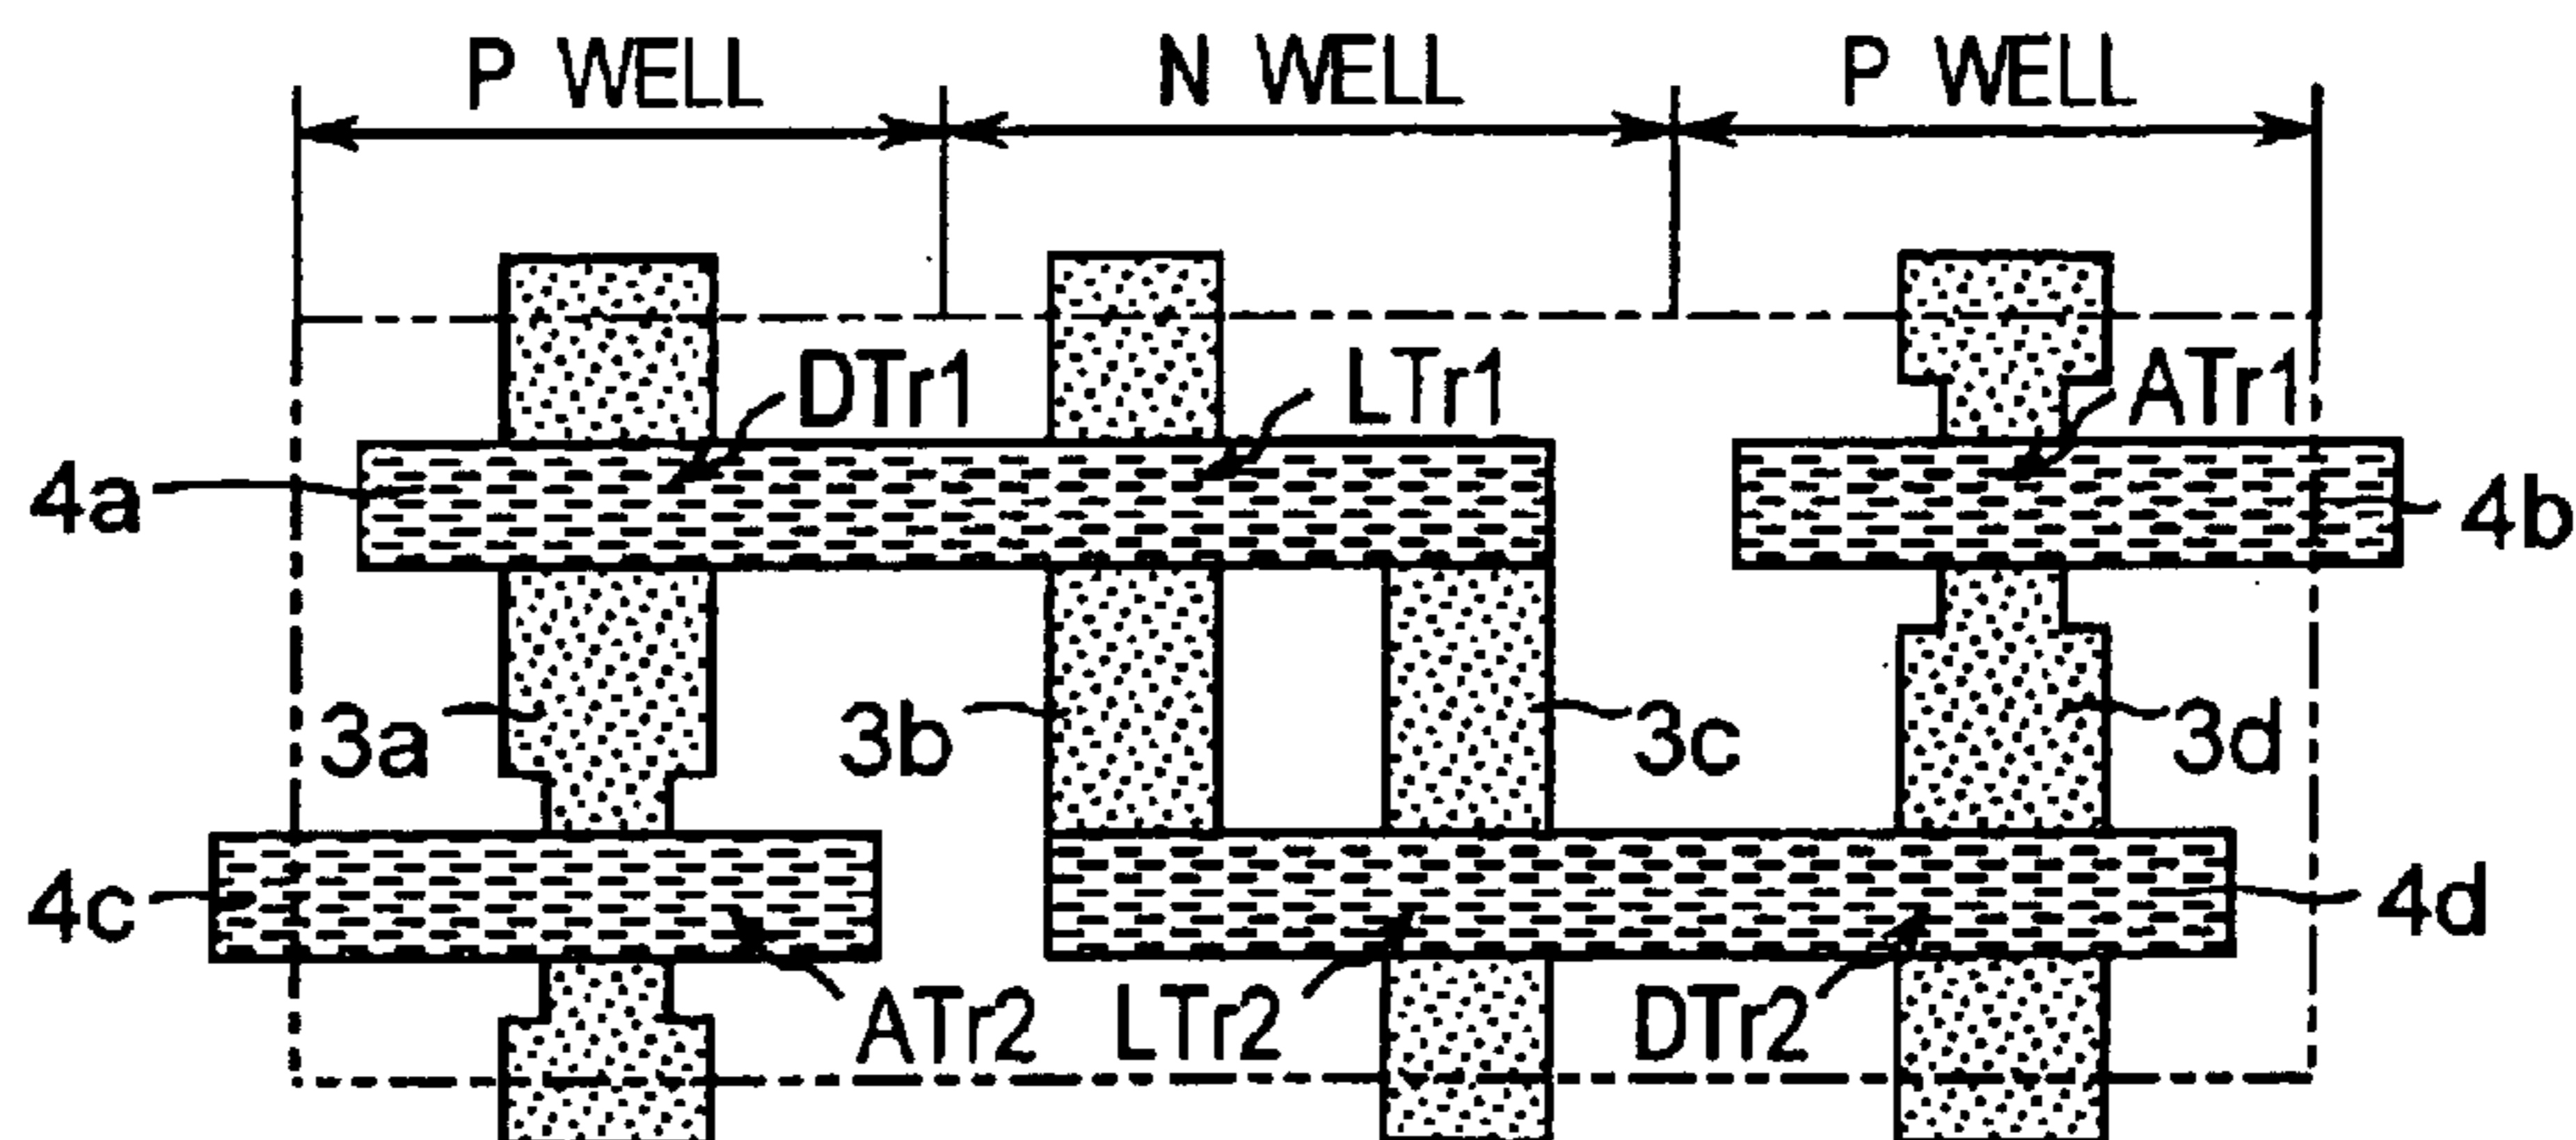 P WELL N WELL P WELL
DTr1 LTr1 ATr1
4a 4b
3a 3b 3c 3d
4c 4d
ATr2 LTr2 DTr2